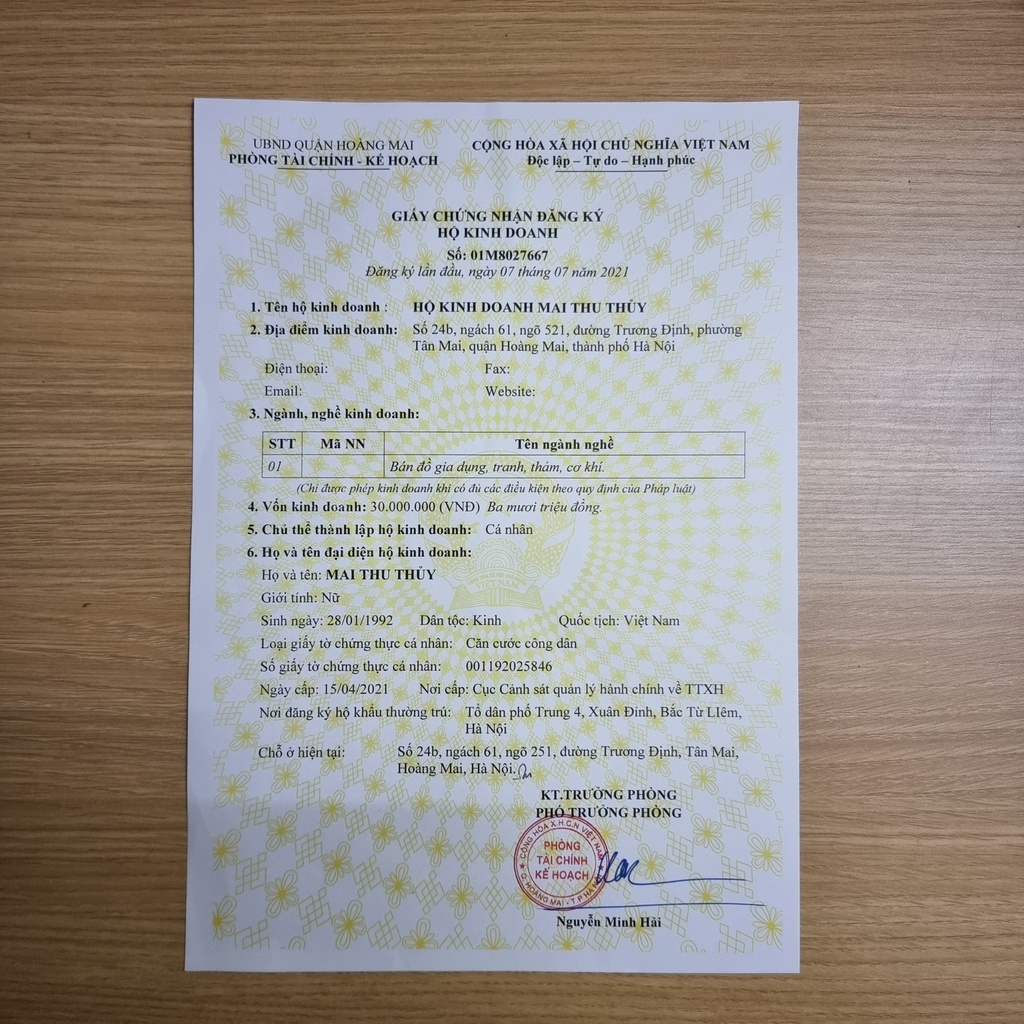 UBND QUẬN HOÀNG MAI
PHÒNG TÀI CHÍNH - KẾ HOẠCH
CỘNG HÒA XÃ HỘI CHỦ NGHĨA VIỆT NAM
Độc lập – Tự do – Hạnh phúc
GIẤY CHỨNG NHẬN ĐĂNG KÝ
HỘ KINH DOANH
Số: 01M8027667
Đăng ký lần đầu, ngày 07 tháng 07 năm 2021
1. Tên hộ kinh doanh : HỘ KINH DOANH MAI THU THỦY
2. Địa điểm kinh doanh: Số 24b, ngách 61, ngõ 521, đường Trương Định, phường
Tân Mai, quận Hoàng Mai, thành phố Hà Nội
Điện thoại: Fax:
Email: Website:
3. Ngành, nghề kinh doanh:
STT Mã NN Tên ngành nghề
01 Bán đồ gia dụng, tranh, thảm, cơ khí.
(Chỉ được phép kinh doanh khi có đủ các điều kiện theo quy định của Pháp luật)
4. Vốn kinh doanh: 30.000.000 (VNĐ) Ba mươi triệu đồng.
5. Chủ thể thành lập hộ kinh doanh: Cá nhân
6. Họ và tên đại diện hộ kinh doanh:
VIỆT NAM
Họ và tên: MAI THU THỦY
Giới tính: Nữ
Sinh ngày: 28/01/1992 Dân tộc: Kinh Quốc tịch: Việt Nam
Loại giấy tờ chứng thực cá nhân: Căn cước công dân
Số giấy tờ chứng thực cá nhân: 001192025846
Ngày cấp: 15/04/2021 Nơi cấp: Cục Cảnh sát quản lý hành chính về TTXH
Nơi đăng ký hộ khẩu thường trú: Tổ dân phố Trung 4, Xuân Đinh, Bắc Từ LIêm,
Hà Nội
Chỗ ở hiện tại: Số 24b, ngách 61, ngõ 251, đường Trương Định, Tân Mai,
Hoàng Mai, Hà Nội.
KT.TRƯỞNG PHÒNG
PHÓ TRƯỞNG PHÒNG
CỘNG HÒA X.H.C.N VIỆT NAM
PHÒNG
TÀI CHÍNH
KẾ HOẠCH
Q. HOÀNG MAI - T.P HÀ
Nguyễn Minh Hải